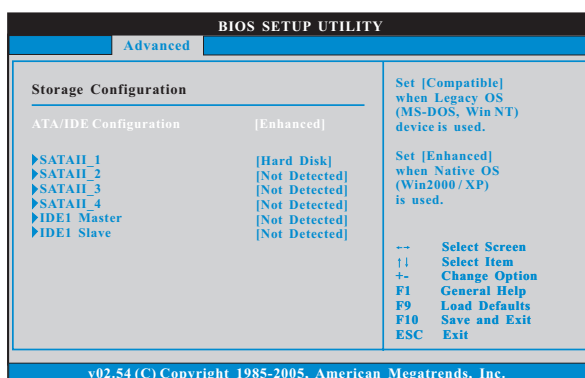 BIOS SETUP UTILITY
Advanced
Storage Configuration
ATA/IDE Configuration [Enhanced]
SATAII_1 [Hard Disk]
SATAII_2 [Not Detected]
SATAII_3 [Not Detected]
SATAII_4 [Not Detected]
IDE1 Master [Not Detected]
IDE1 Slave [Not Detected]
Set [Compatible]
when Legacy OS
(MS-DOS, Win NT)
device is used.
Set [Enhanced]
when Native OS
(Win2000 / XP)
is used.
←→ Select Screen
↑↓ Select Item
+- Change Option
F1 General Help
F9 Load Defaults
F10 Save and Exit
ESC Exit
v02.54 (C) Copyright 1985-2005, American Megatrends, Inc.